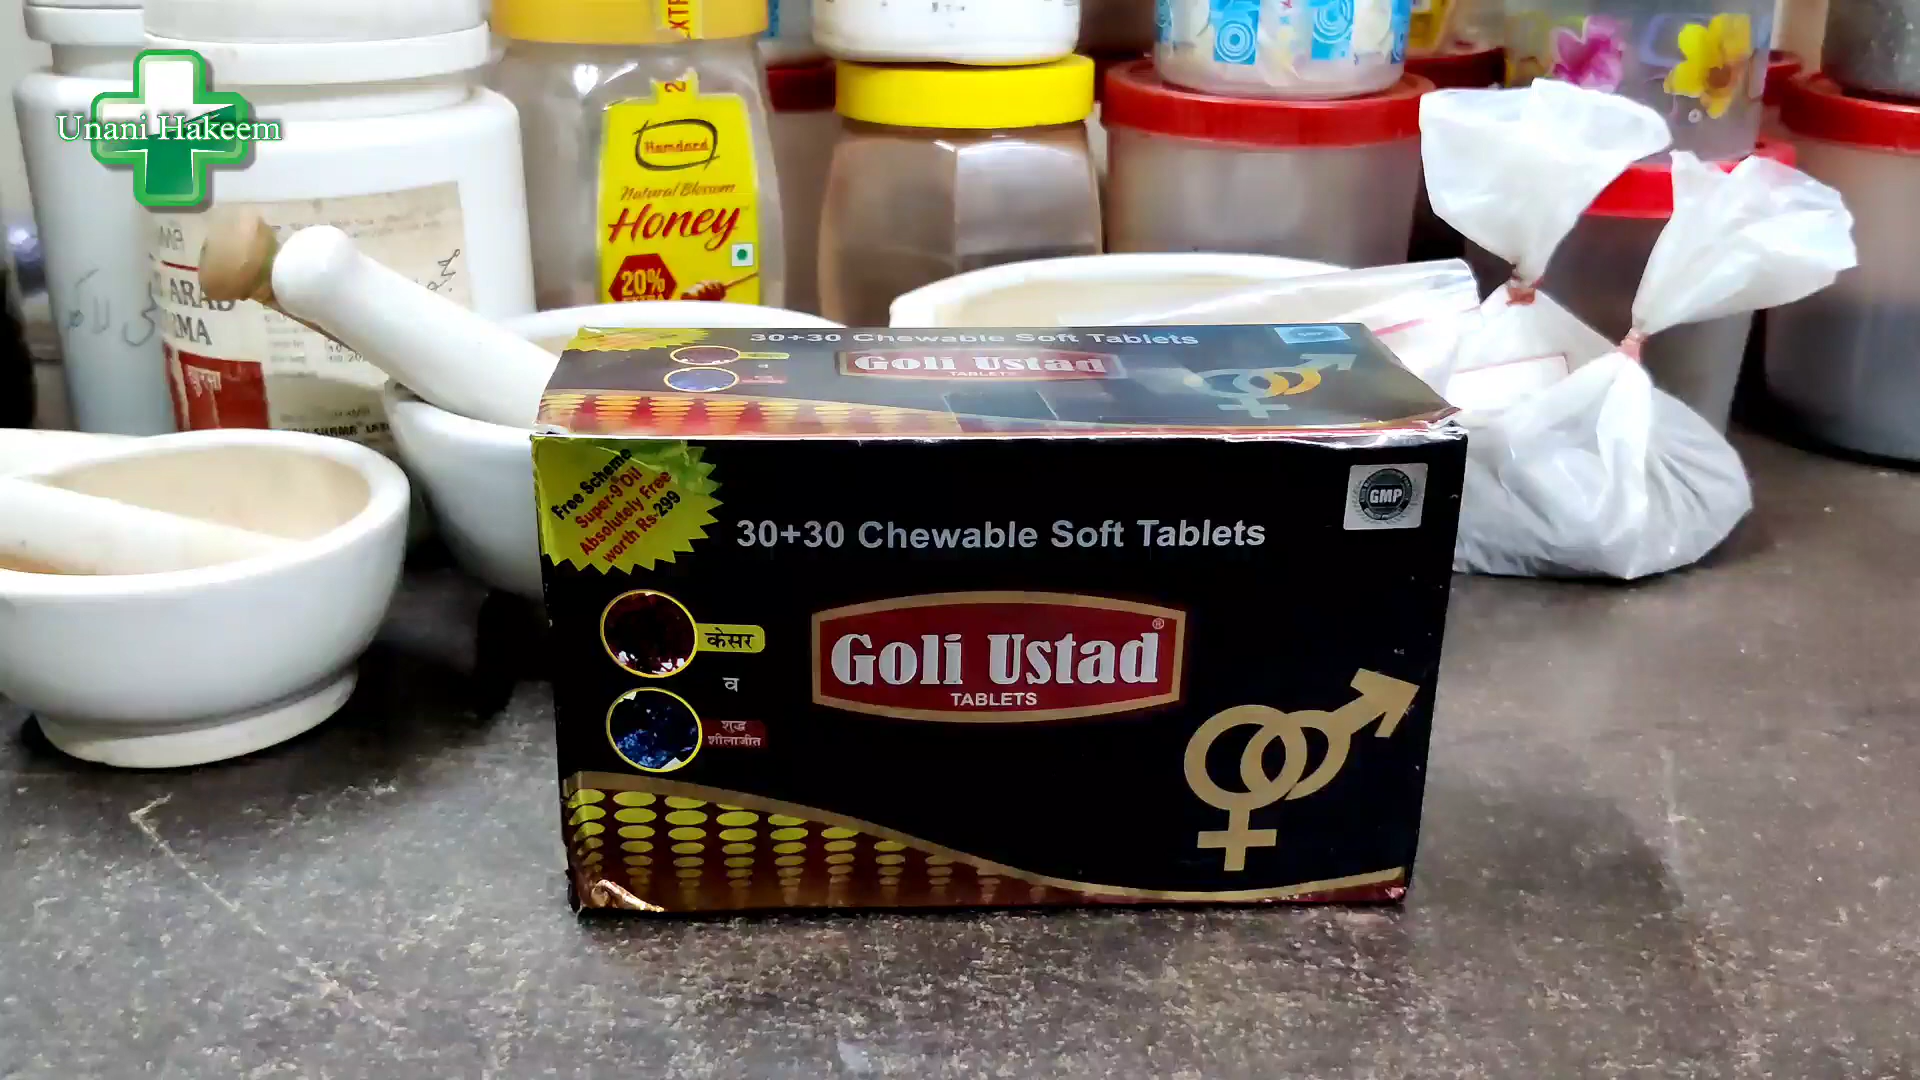 Unani Hakeem
Hamdard
Natural Blossom
Honey
20%
30+30 Chewable Soft Tablets
Goli Ustad
Free Scheme
Super-9 Oil
Absolutely Free
worth Rs-299
30+30 Chewable Soft Tablets
GMP
केसर
व
शुद्ध
शीलाजीत
Goli Ustad®
TABLETS